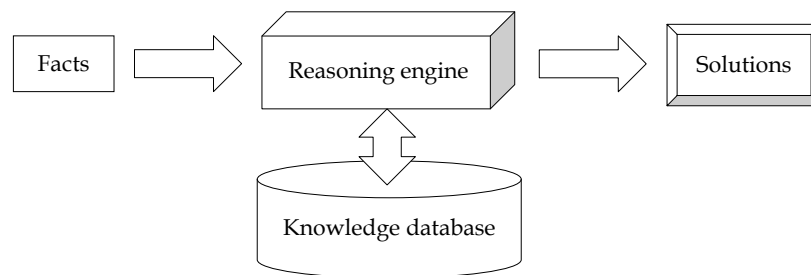 Facts
Reasoning engine
Solutions
Knowledge database